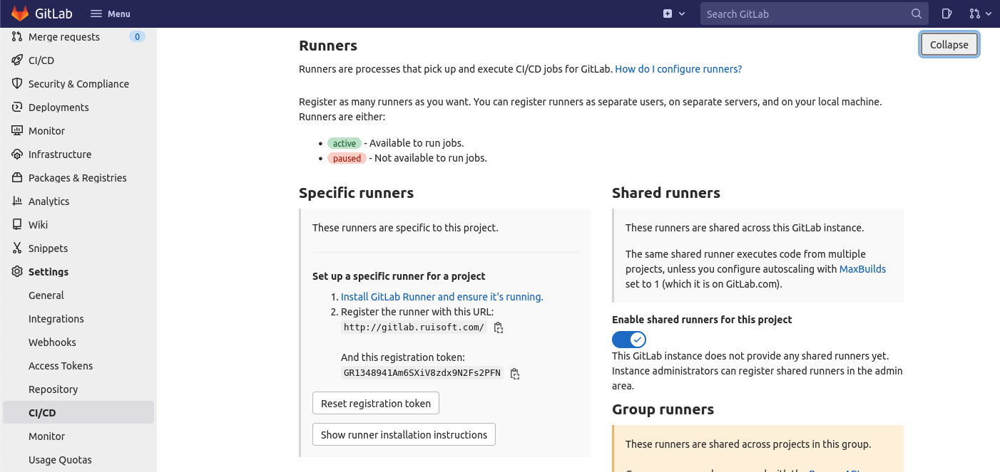 GitLab
Menu
Search GitLab
Merge requests 0
CI/CD
Security & Compliance
Deployments
Monitor
Infrastructure
Packages & Registries
Analytics
Wiki
Snippets
Settings
General
Integrations
Webhooks
Access Tokens
Repository
CI/CD
Monitor
Usage Quotas
Runners
Collapse
Runners are processes that pick up and execute CI/CD jobs for GitLab. How do I configure runners?
Register as many runners as you want. You can register runners as separate users, on separate servers, and on your local machine.
Runners are either:
• active - Available to run jobs.
• paused - Not available to run jobs.
Specific runners
These runners are specific to this project.
Set up a specific runner for a project
1. Install GitLab Runner and ensure it's running.
2. Register the runner with this URL:
http://gitlab.ruisoft.com/
And this registration token:
GR1348941Am6SXiV8zdx9N2Fs2PFN
Reset registration token
Show runner installation instructions
Shared runners
These runners are shared across this GitLab instance.
The same shared runner executes code from multiple
projects, unless you configure autoscaling with MaxBuilds
set to 1 (which it is on GitLab.com).
Enable shared runners for this project
This GitLab instance does not provide any shared runners yet.
Instance administrators can register shared runners in the admin
area.
Group runners
These runners are shared across projects in this group.